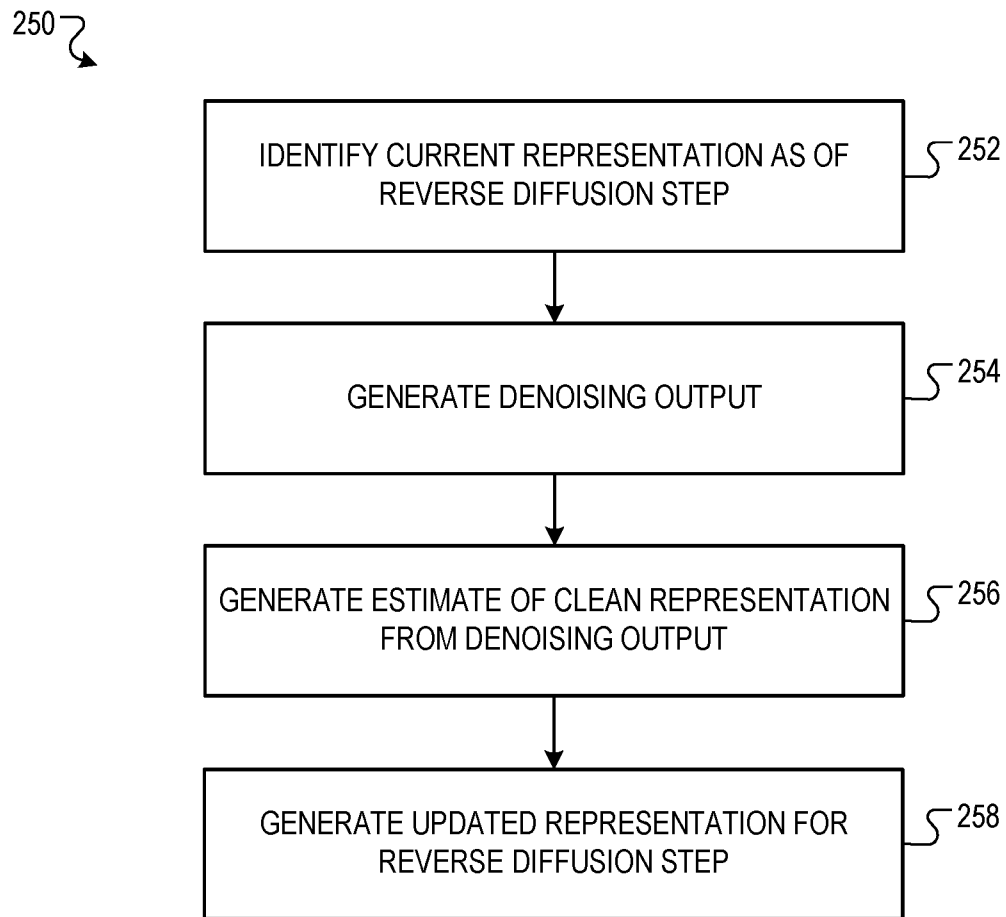 250
IDENTIFY CURRENT REPRESENTATION AS OF
REVERSE DIFFUSION STEP
252
GENERATE DENOISING OUTPUT
254
GENERATE ESTIMATE OF CLEAN REPRESENTATION
FROM DENOISING OUTPUT
256
GENERATE UPDATED REPRESENTATION FOR
REVERSE DIFFUSION STEP
258